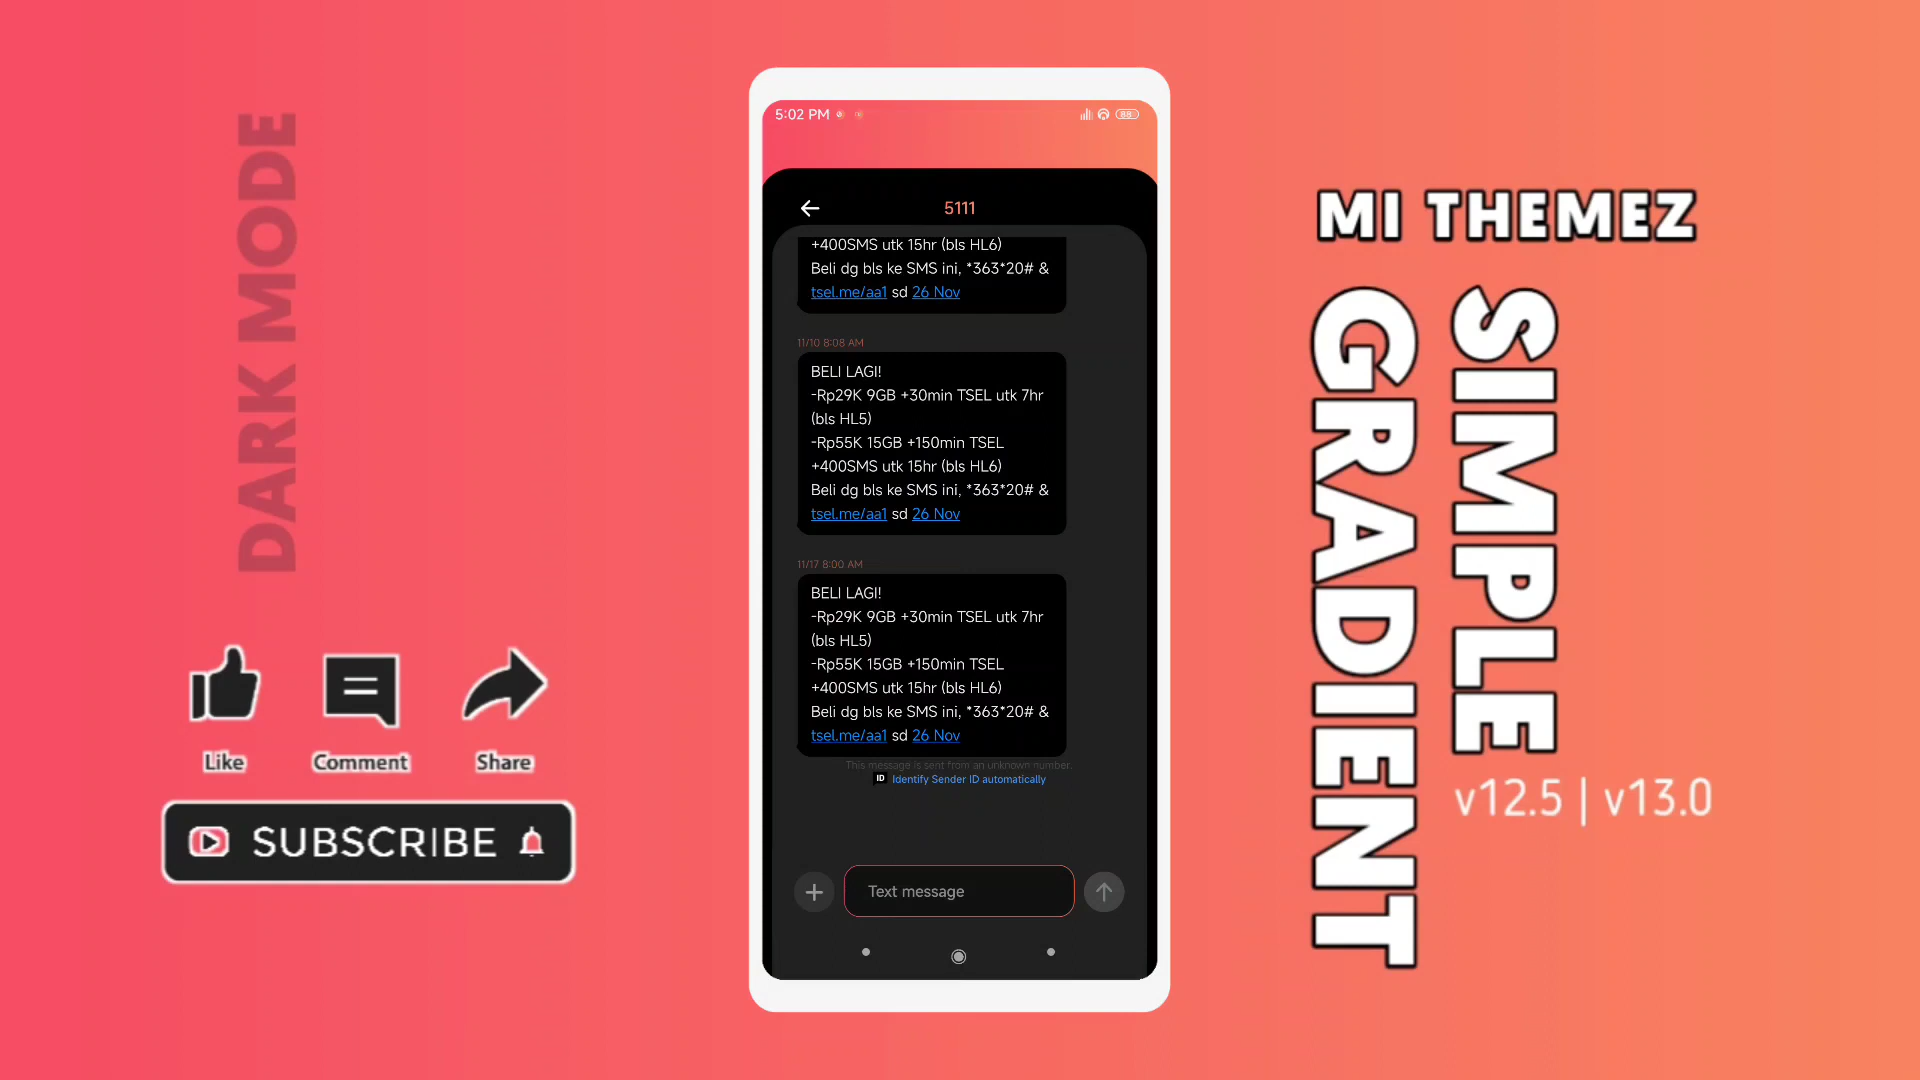 DARK MODE
Like
Comment
Share
SUBSCRIBE
5:02 PM
88
5111
+400SMS utk 15hr (bls HL6)
Beli dg bls ke SMS ini, *363*20# &
tsel.me/aa1 sd 26 Nov
11/10 8:08 AM
BELI LAGI!
-Rp29K 9GB +30min TSEL utk 7hr
(bls HL5)
-Rp55K 15GB +150min TSEL
+400SMS utk 15hr (bls HL6)
Beli dg bls ke SMS ini, *363*20# &
tsel.me/aa1 sd 26 Nov
11/17 8:00 AM
BELI LAGI!
-Rp29K 9GB +30min TSEL utk 7hr
(bls HL5)
-Rp55K 15GB +150min TSEL
+400SMS utk 15hr (bls HL6)
Beli dg bls ke SMS ini, *363*20# &
tsel.me/aa1 sd 26 Nov
This message is sent from an unknown number.
ID Identify Sender ID automatically
Text message
MI THEMEZ
SIMPLE
GRADIENT
v12.5 | v13.0